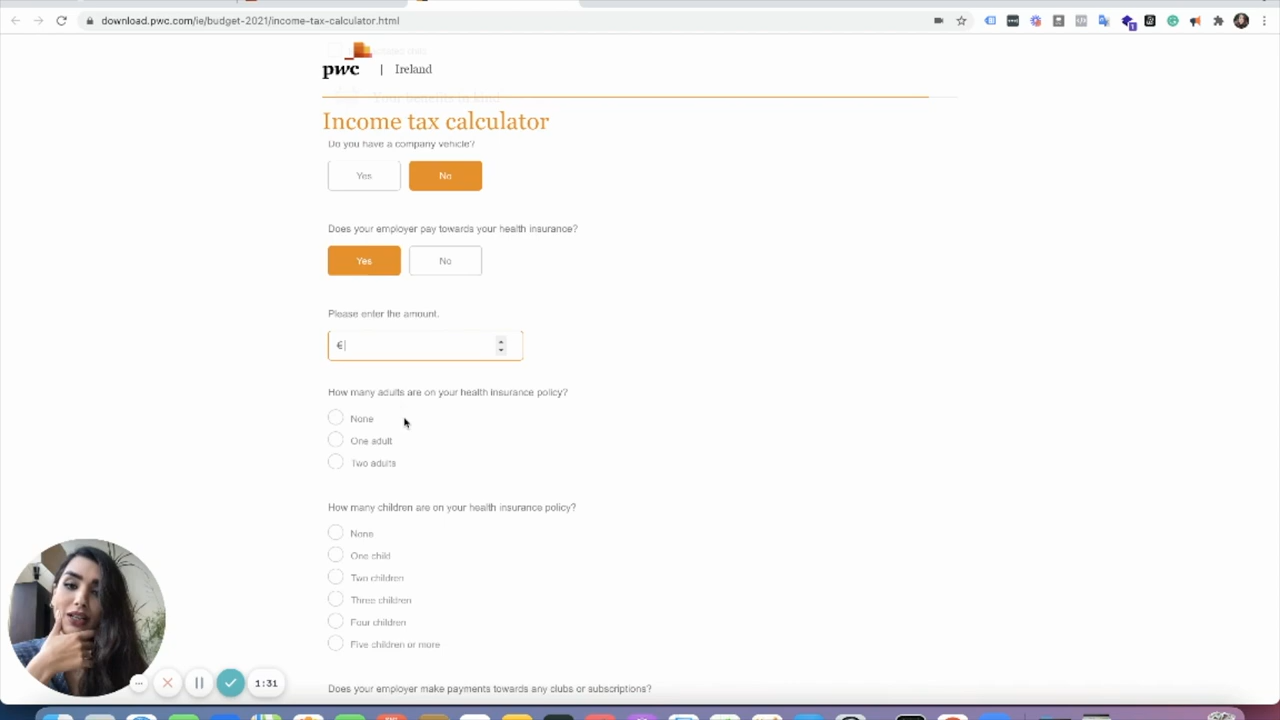 download.pwc.com/ie/budget-2021/income-tax-calculator.html
pwc | Ireland
Your benefits in kind
Income tax calculator
Do you have a company vehicle?
Yes
No
Does your employer pay towards your health insurance?
Yes
No
Please enter the amount.
€
How many adults are on your health insurance policy?
None
One adult
Two adults
How many children are on your health insurance policy?
None
One child
Two children
Three children
Four children
Five children or more
1:31
Does your employer make payments towards any clubs or subscriptions?